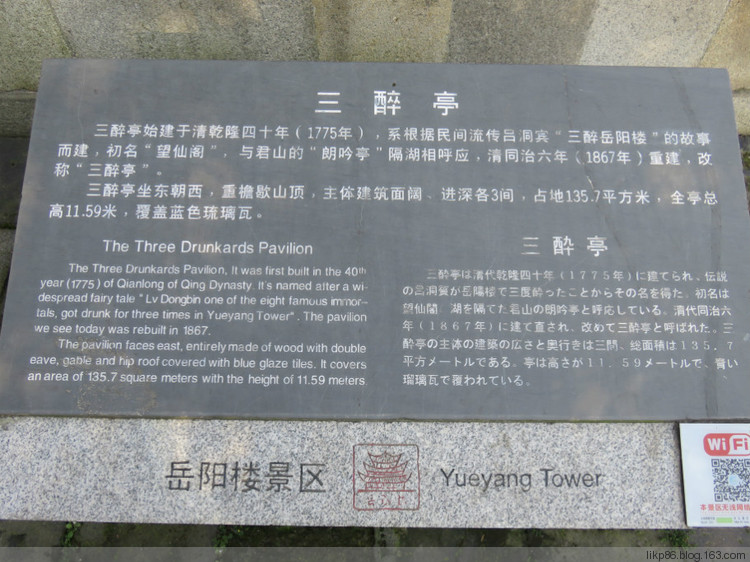 三醉亭
三醉亭始建于清乾隆四十年（1775年），系根据民间流传吕洞宾“三醉岳阳楼”的故事
而建，初名“望仙阁”，与君山的“朗吟亭”隔湖相呼应，清同治六年（1867年）重建，改
称“三醉亭”。
三醉亭坐东朝西，重檐歇山顶，主体建筑面阔、进深各3间，占地135.7平方米，全亭总
高11.59米，覆盖蓝色琉璃瓦。
The Three Drunkards Pavilion
The Three Drunkards Pavilion, It was first built in the 40th
year (1775) of Qianlong of Qing Dynasty. It's named after a wi-
despread fairy tale " Lv Dongbin one of the eight famous immor-
tals, got drunk for three times in Yueyang Tower". The pavilion
we see today was rebuilt in 1867.
The pavilion faces east, entirely made of wood with double
eave, gable and hip roof covered with blue glaze tiles. It covers
an area of 135.7 square meters with the height of 11.59 meters
三酔亭
三酔亭は清代乾隆四十年（1775年）に建てられ、伝説
の呂洞賓が岳陽楼で三度酔ったことからその名を得た。初名は
望仙閣、湖を隔てた君山の朗吟亭と呼応している。清代同治六
年（1867年）に建て直され、改めて三酔亭と呼ばれた。三
酔亭の主体の建築の広さと奥行きは三間、総面積は135.7
平方メートルである。亭は高さが11.59メートルで、青い
瑠璃瓦で覆われている。
岳阳楼景区
Yueyang Tower
WiFi
本景区无线网络
likp86.blog.163.com